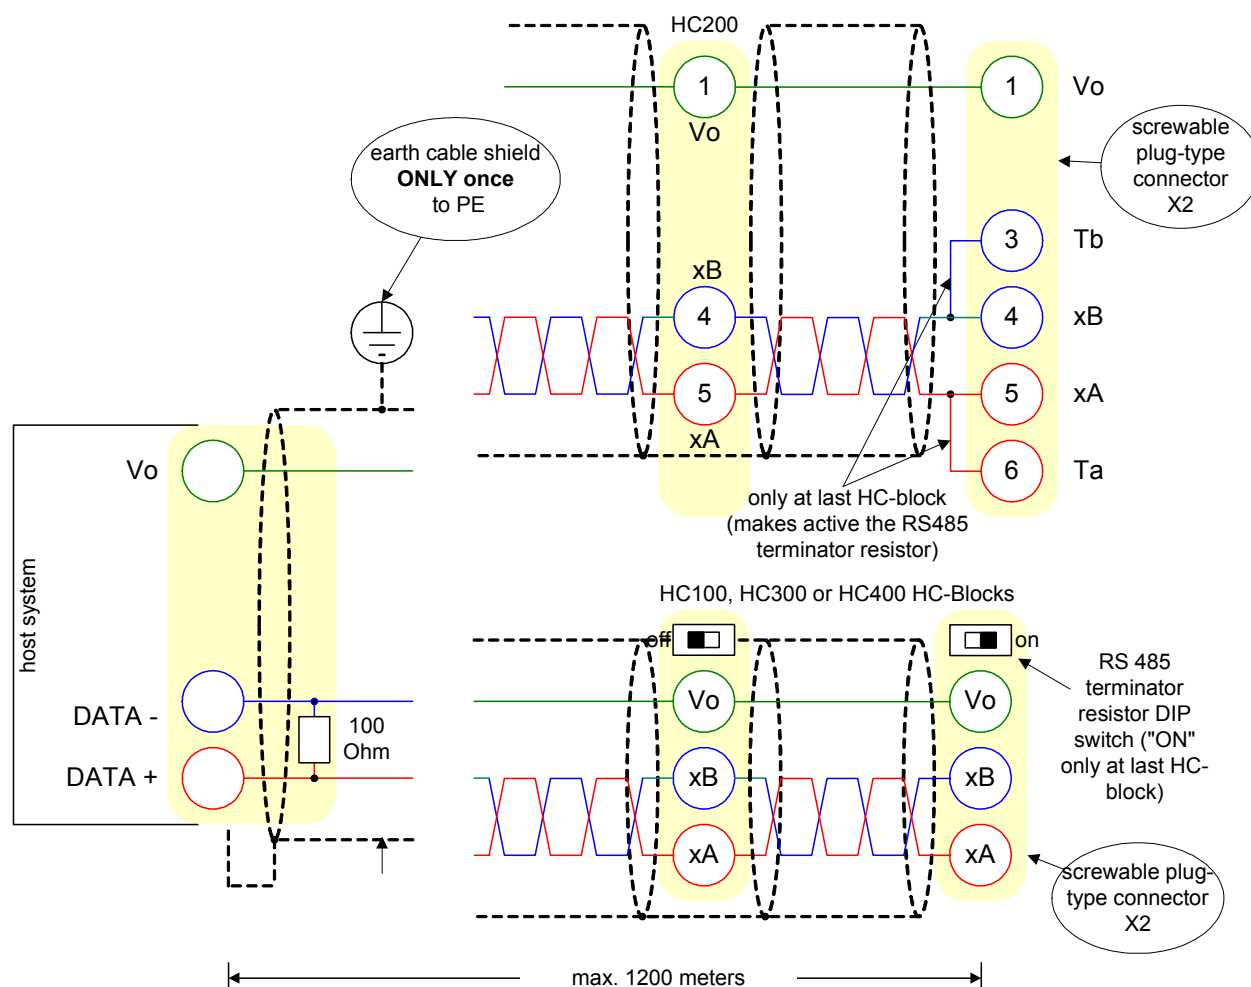 HC200
1
Vo
1
Vo
earth cable shield
ONLY once
to PE
screwable
plug-type
connector
X2
3
Tb
xB
4
4
xB
5
xA
5
xA
6
Ta
only at last HC-block
(makes active the RS485
terminator resistor)
host system
Vo
DATA -
DATA +
100
Ohm
HC100, HC300 or HC400 HC-Blocks
off
on
Vo
Vo
xB
xB
xA
xA
RS 485
terminator
resistor DIP
switch ("ON"
only at last HC-
block)
screwable plug-
type connector
X2
max. 1200 meters